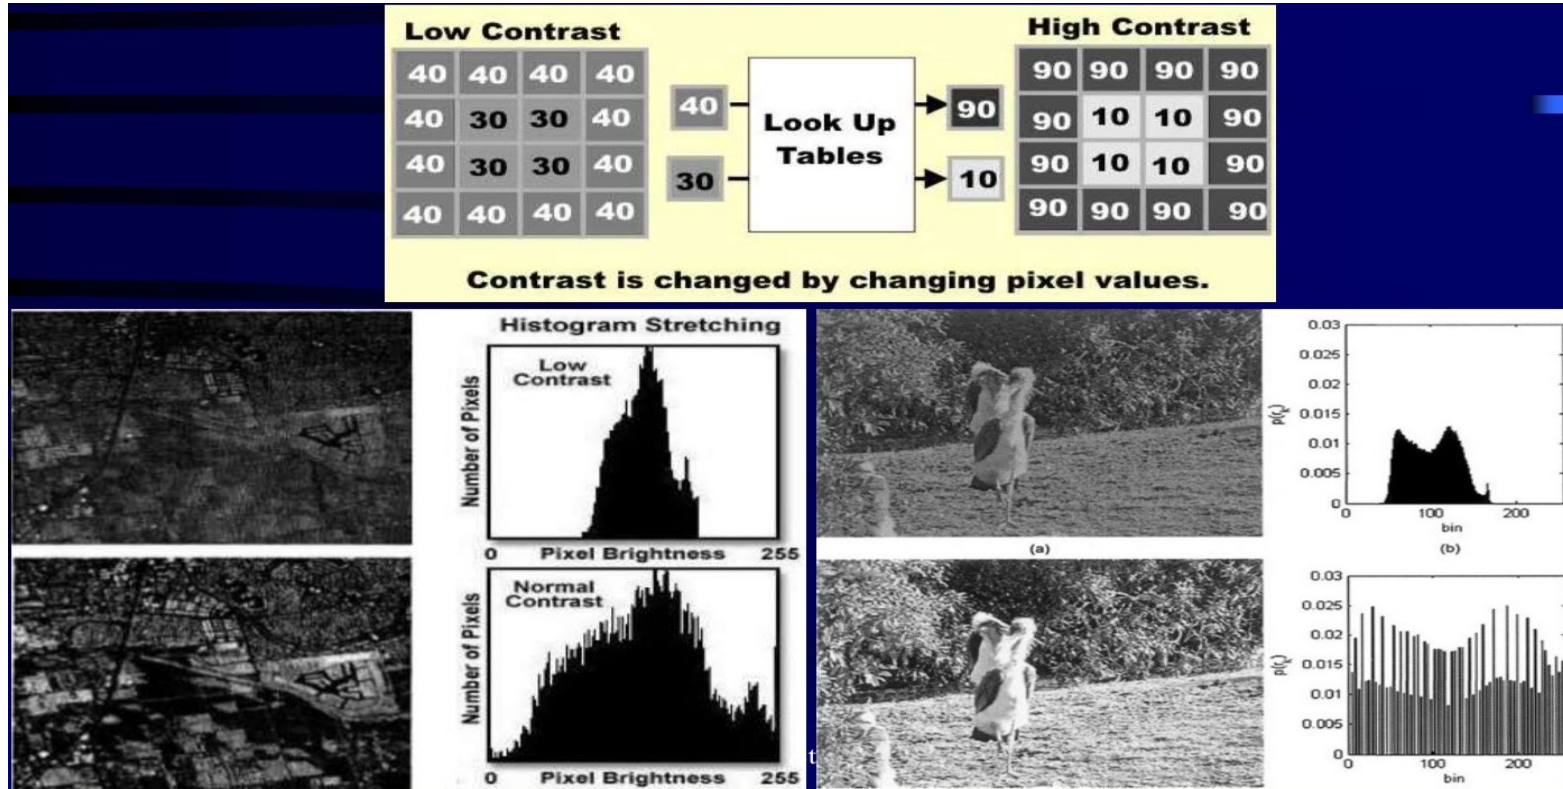 Low Contrast
40 40 40 40
40 30 30 40
40 30 30 40
40 40 40 40
40
30
Look Up
Tables
90
10
High Contrast
90 90 90 90
90 10 10 90
90 10 10 90
90 90 90 90
Contrast is changed by changing pixel values.
Histogram Stretching
Low
Contrast
Number of Pixels
0 Pixel Brightness 255
Normal
Contrast
Number of Pixels
0 Pixel Brightness 255
t
(a)
0.03
0.025
0.02
0.015
0.01
0.005
0
p(r_k)
0 100 200
bin
(b)
0.03
0.025
0.02
0.015
0.01
0.005
0
p(r_k)
0 100 200
bin